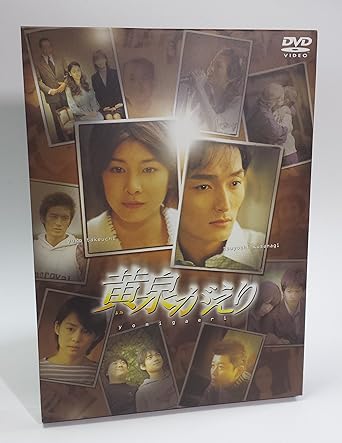 DVD
VIDEO
yuko takeuchi
tsuyoshi kusanagi
黄泉がえり
yomigaeri